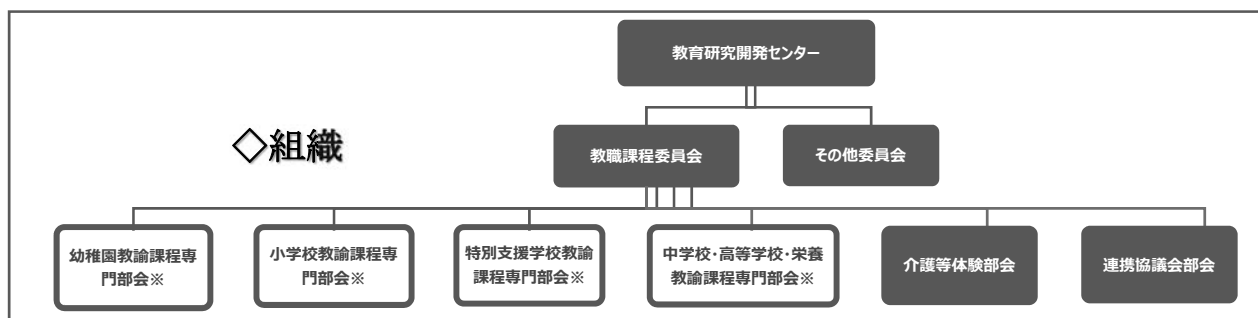 教育研究開発センター
◇組織
教職課程委員会
その他委員会
幼稚園教諭課程専
門部会※
小学校教諭課程専
門部会※
特別支援学校教諭
課程専門部会※
中学校・高等学校・栄養
教諭課程専門部会※
介護等体験部会
連携協議会部会